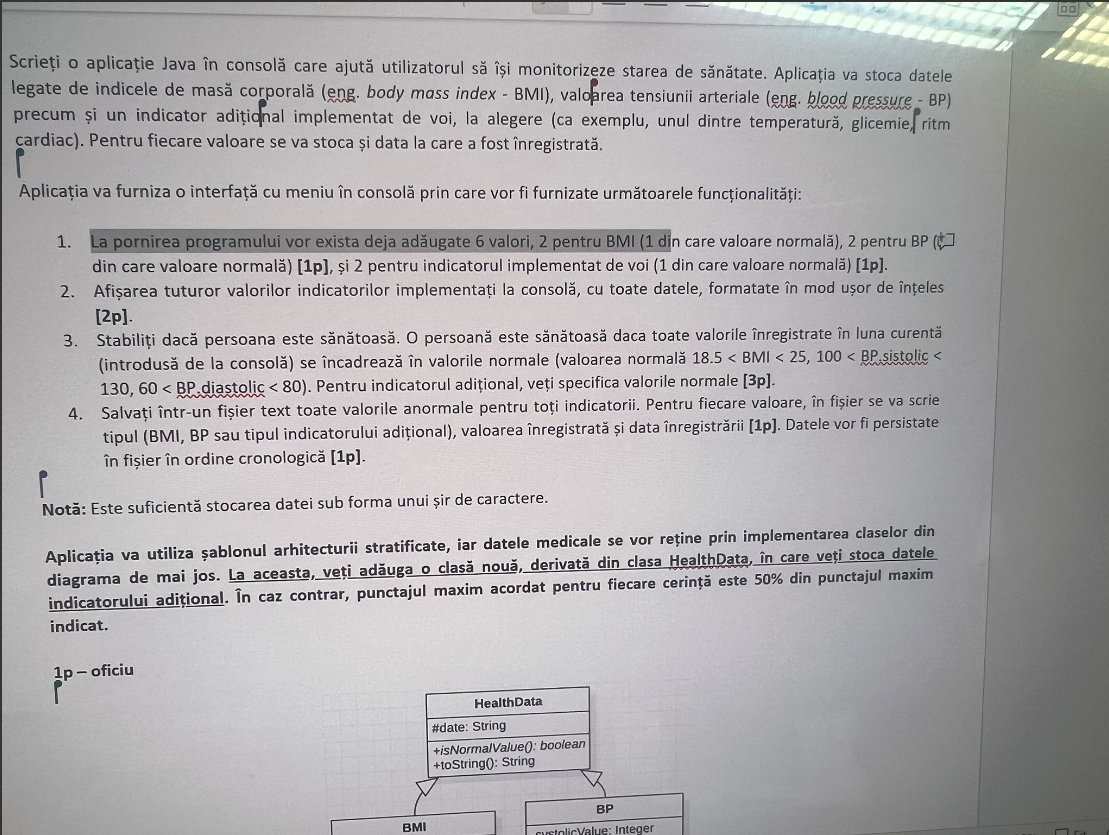 Scrieți o aplicație Java în consolă care ajută utilizatorul să își monitorizeze starea de sănătate. Aplicația va stoca datele
legate de indicele de masă corporală (eng. body mass index - BMI), valoarea tensiunii arteriale (eng. blood pressure - BP)
precum și un indicator adițional implementat de voi, la alegere (ca exemplu, unul dintre temperatură, glicemie, ritm
cardiac). Pentru fiecare valoare se va stoca și data la care a fost înregistrată.
Aplicația va furniza o interfață cu meniu în consolă prin care vor fi furnizate următoarele funcționalități:
1. La pornirea programului vor exista deja adăugate 6 valori, 2 pentru BMI (1 din care valoare normală), 2 pentru BP (
din care valoare normală) [1p], și 2 pentru indicatorul implementat de voi (1 din care valoare normală) [1p].
2. Afișarea tuturor valorilor indicatorilor implementați la consolă, cu toate datele, formatate în mod ușor de înțeles
[2p].
3. Stabiliți dacă persoana este sănătoasă. O persoană este sănătoasă daca toate valorile înregistrate în luna curentă
(introdusă de la consolă) se încadrează în valorile normale (valoarea normală 18.5 < BMI < 25, 100 < BP.sistolic <
130, 60 < BP.diastolic < 80). Pentru indicatorul adițional, veți specifica valorile normale [3p].
4. Salvați într-un fișier text toate valorile anormale pentru toți indicatorii. Pentru fiecare valoare, în fișier se va scrie
tipul (BMI, BP sau tipul indicatorului adițional), valoarea înregistrată și data înregistrării [1p]. Datele vor fi persistate
în fișier în ordine cronologică [1p].
Notă: Este suficientă stocarea datei sub forma unui șir de caractere.
Aplicația va utiliza șablonul arhitecturii stratificate, iar datele medicale se vor reține prin implementarea claselor din
diagrama de mai jos. La aceasta, veți adăuga o clasă nouă, derivată din clasa HealthData, în care veți stoca datele
indicatorului adițional. În caz contrar, punctajul maxim acordat pentru fiecare cerință este 50% din punctajul maxim
indicat.
1p – oficiu
HealthData
#date: String
+isNormalValue(): boolean
+toString(): String
BMI
BP
systolicValue: Integer